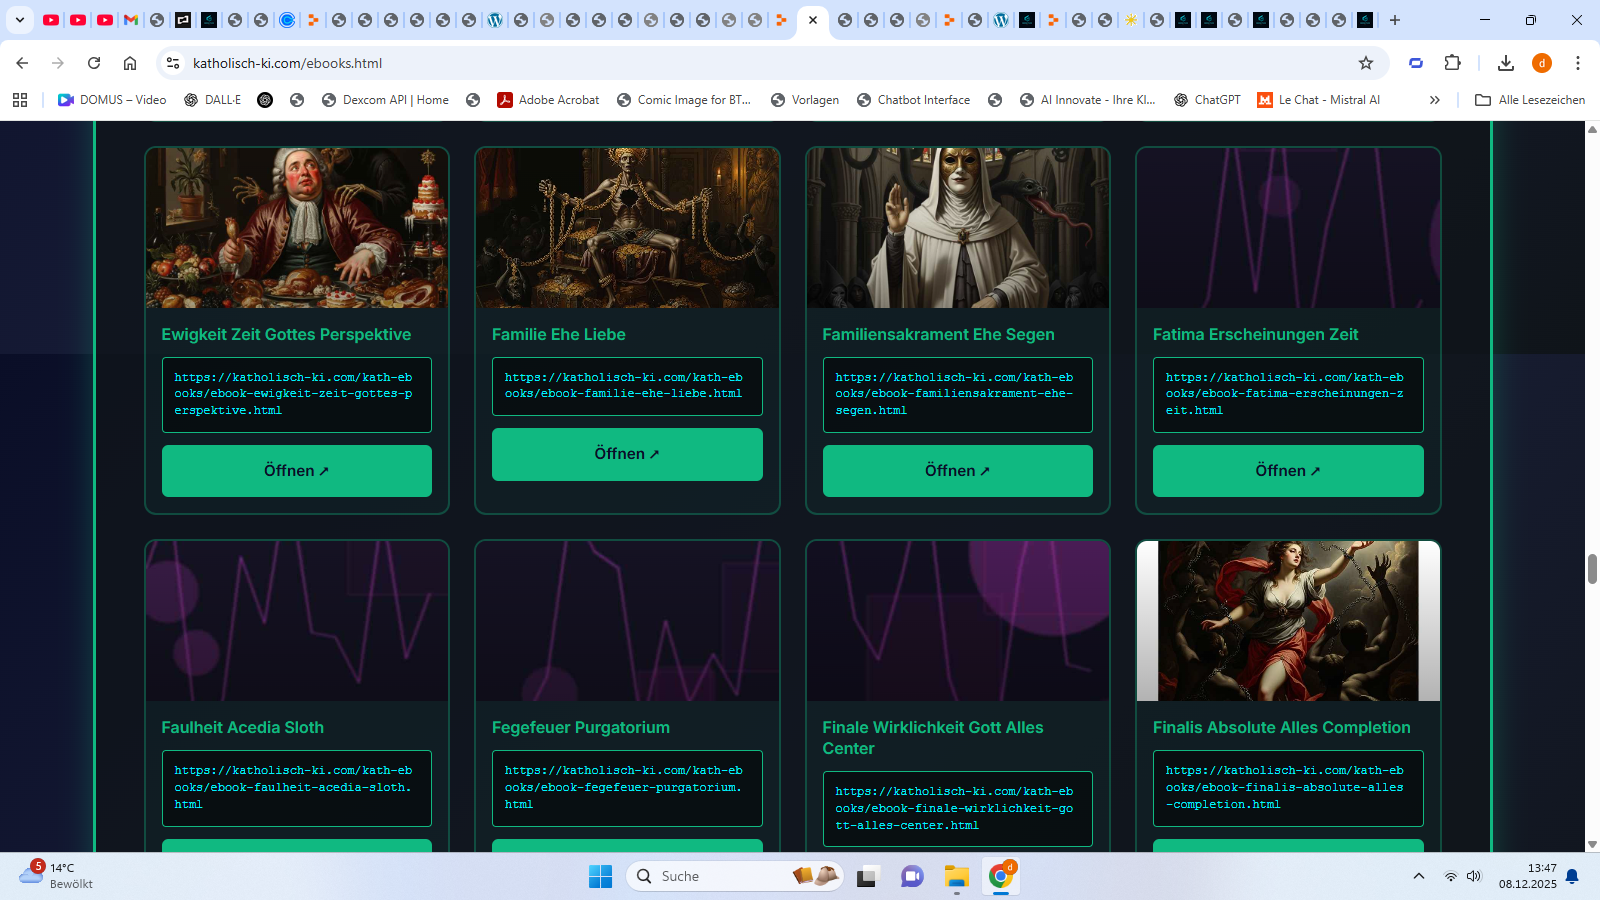 katholisch-ki.com/ebooks.html
d
DOMUS – Video
DALL·E
Dexcom API | Home
Adobe Acrobat
Comic Image for BT...
Vorlagen
Chatbot Interface
AI Innovate - Ihre KI...
ChatGPT
Le Chat - Mistral AI
Alle Lesezeichen
Ewigkeit Zeit Gottes Perspektive
https://katholisch-ki.com/kath-eb
ooks/ebook-ewigkeit-zeit-gottes-p
erspektive.html
Öffnen ↗
Familie Ehe Liebe
https://katholisch-ki.com/kath-eb
ooks/ebook-familie-ehe-liebe.html
Öffnen ↗
Familiensakrament Ehe Segen
https://katholisch-ki.com/kath-eb
ooks/ebook-familiensakrament-ehe-
segen.html
Öffnen ↗
Fatima Erscheinungen Zeit
https://katholisch-ki.com/kath-eb
ooks/ebook-fatima-erscheinungen-z
eit.html
Öffnen ↗
Faulheit Acedia Sloth
https://katholisch-ki.com/kath-eb
ooks/ebook-faulheit-acedia-sloth.
html
Fegefeuer Purgatorium
https://katholisch-ki.com/kath-eb
ooks/ebook-fegefeuer-purgatorium.
html
Finale Wirklichkeit Gott Alles
Center
https://katholisch-ki.com/kath-eb
ooks/ebook-finale-wirklichkeit-go
tt-alles-center.html
Finalis Absolute Alles Completion
https://katholisch-ki.com/kath-eb
ooks/ebook-finalis-absolute-alles
-completion.html
5
14°C
Bewölkt
Suche
d
13:47
08.12.2025